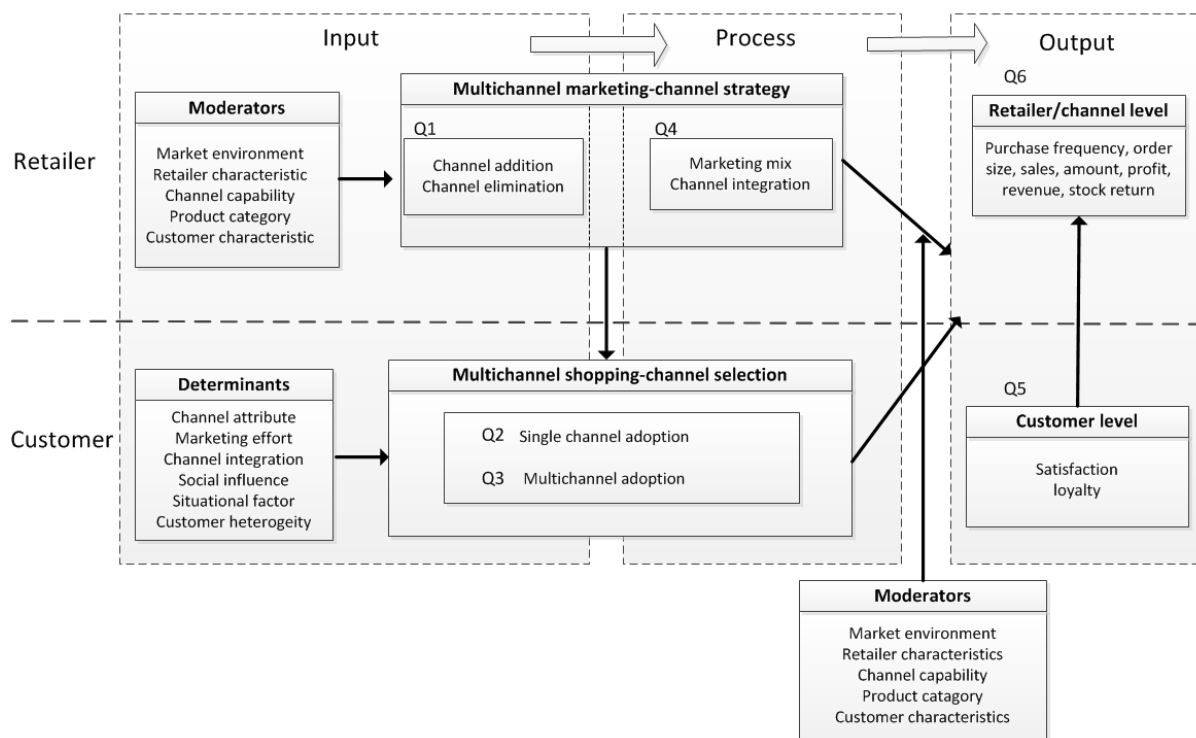 Input
Process
Output
Retailer
Moderators
Market environment
Retailer characteristic
Channel capability
Product category
Customer characteristic
Multichannel marketing-channel strategy
Q1
Channel addition
Channel elimination
Q4
Marketing mix
Channel integration
Q6
Retailer/channel level
Purchase frequency, order
size, sales, amount, profit,
revenue, stock return
Customer
Determinants
Channel attribute
Marketing effort
Channel integration
Social influence
Situational factor
Customer heterogeity
Multichannel shopping-channel selection
Q2 Single channel adoption
Q3 Multichannel adoption
Q5
Customer level
Satisfaction
loyalty
Moderators
Market environment
Retailer characteristics
Channel capability
Product catagory
Customer characteristics